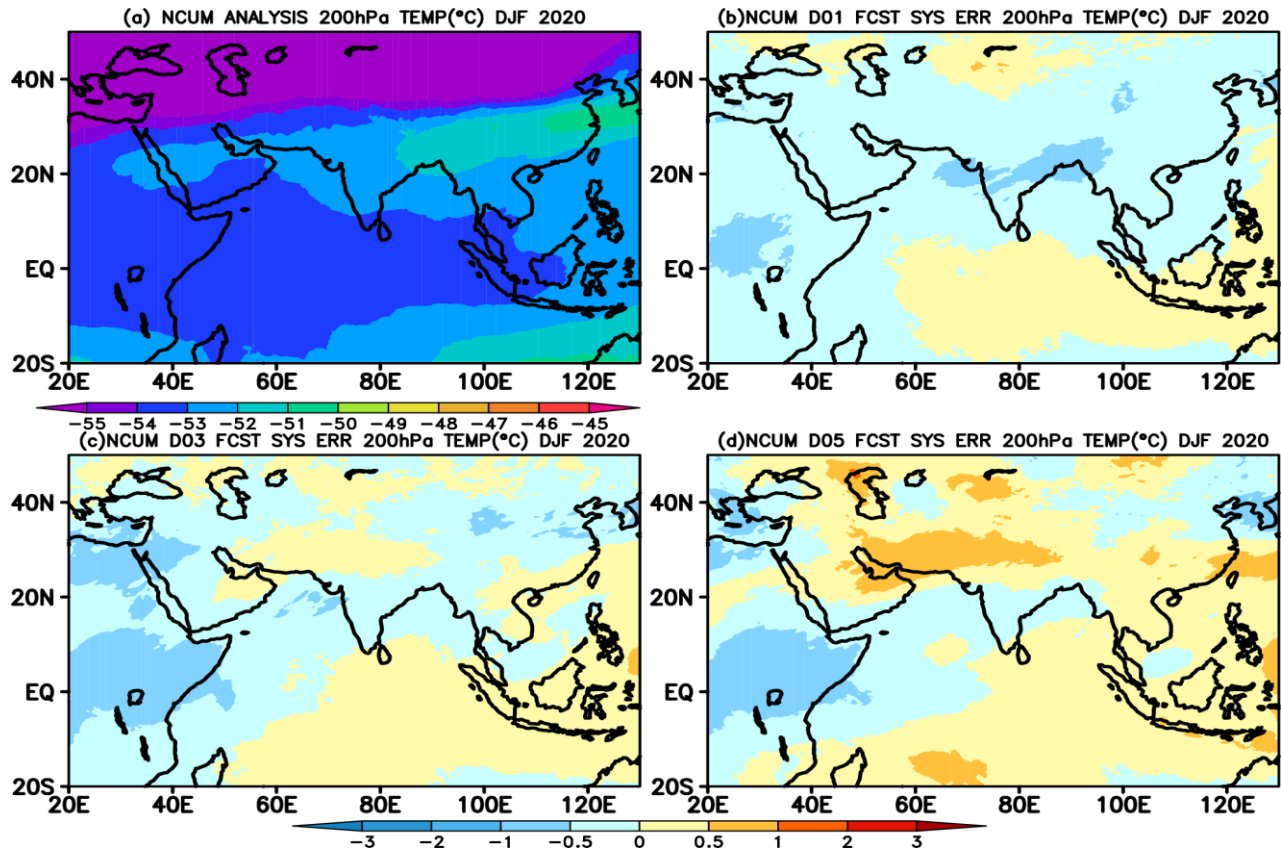 (a) NCUM ANALYSIS 200hPa TEMP(°C) DJF 2020
40N
20N
EQ
20S
20E 40E 60E 80E 100E 120E
−55 −54 −53 −52 −51 −50 −49 −48 −47 −46 −45
(b)NCUM D01 FCST SYS ERR 200hPa TEMP(°C) DJF 2020
40N
20N
EQ
20S
20E 40E 60E 80E 100E 120E
(c)NCUM D03 FCST SYS ERR 200hPa TEMP(°C) DJF 2020
40N
20N
EQ
20S
20E 40E 60E 80E 100E 120E
(d)NCUM D05 FCST SYS ERR 200hPa TEMP(°C) DJF 2020
40N
20N
EQ
20S
20E 40E 60E 80E 100E 120E
−3 −2 −1 −0.5 0 0.5 1 2 3